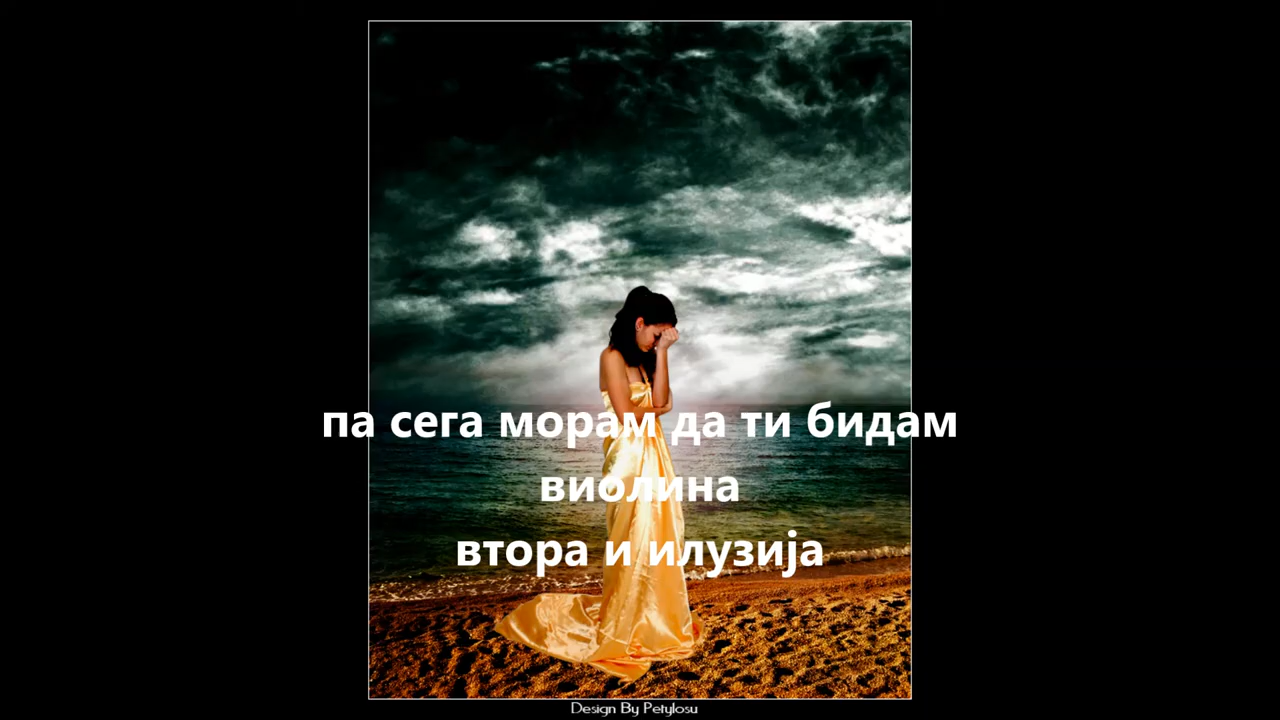 па сега морам да ти бидам
виолина
втора и илузија
Design By Petylosu